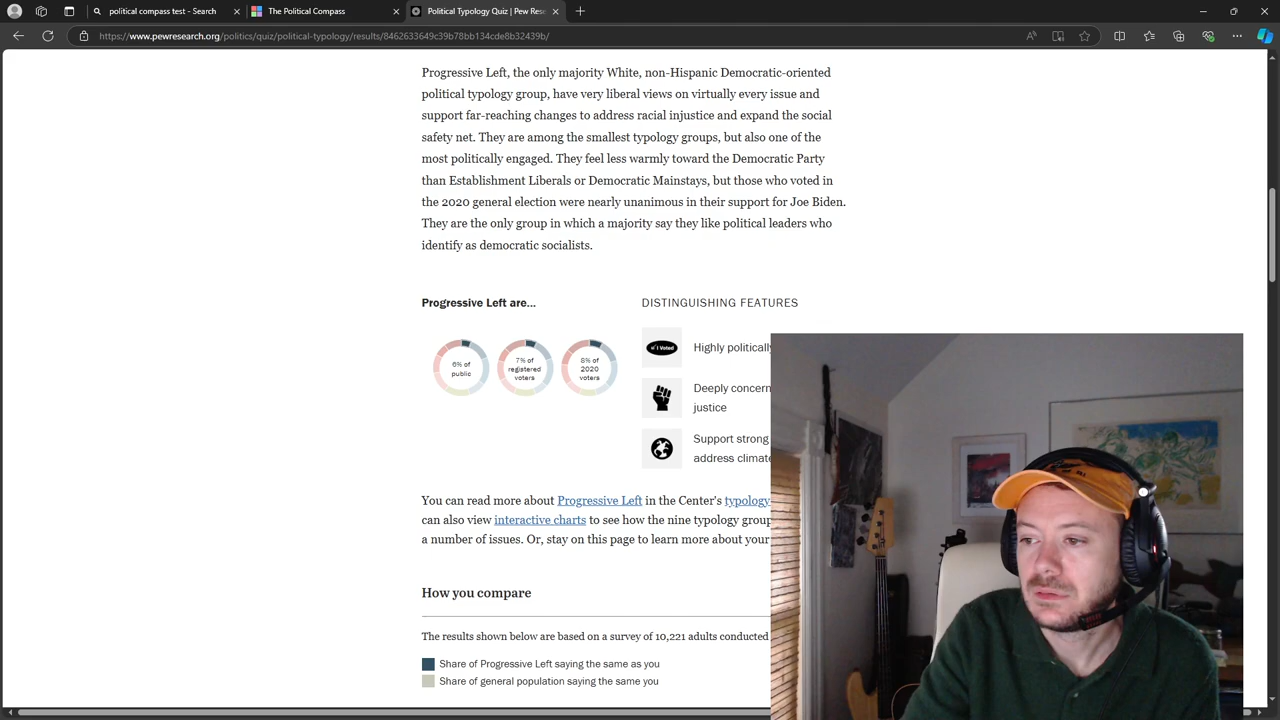 political compass test - Search
The Political Compass
Political Typology Quiz | Pew Res
https://www.pewresearch.org/politics/quiz/political-typology/results/8462633649c39b78bb134cde8b32439b/
Progressive Left, the only majority White, non-Hispanic Democratic-oriented
political typology group, have very liberal views on virtually every issue and
support far-reaching changes to address racial injustice and expand the social
safety net. They are among the smallest typology groups, but also one of the
most politically engaged. They feel less warmly toward the Democratic Party
than Establishment Liberals or Democratic Mainstays, but those who voted in
the 2020 general election were nearly unanimous in their support for Joe Biden.
They are the only group in which a majority say they like political leaders who
identify as democratic socialists.
Progressive Left are...
6% of
public
7% of
registered
voters
8% of
2020
voters
DISTINGUISHING FEATURES
I Voted
Highly politically
Deeply concern
justice
Support strong
address climate
You can read more about Progressive Left in the Center's typology
can also view interactive charts to see how the nine typology group
a number of issues. Or, stay on this page to learn more about your
How you compare
The results shown below are based on a survey of 10,221 adults conducted
Share of Progressive Left saying the same as you
Share of general population saying the same you